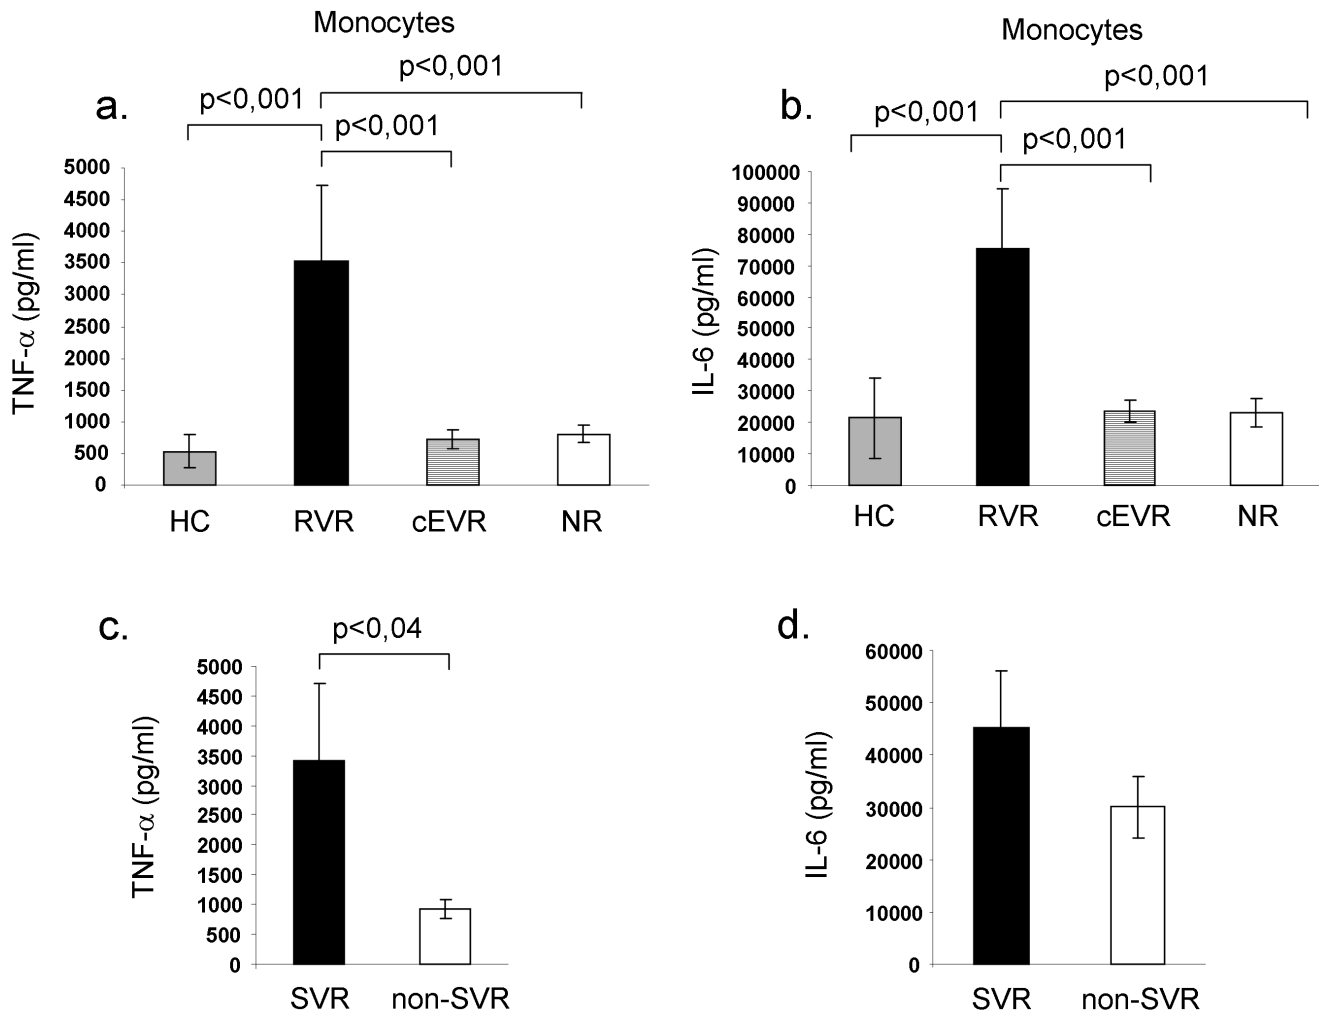 Monocytes
a.
p<0,001
p<0,001
p<0,001
TNF-α (pg/ml)
5000
4500
4000
3500
3000
2500
2000
1500
1000
500
0
HC RVR cEVR NR
Monocytes
b.
p<0,001
p<0,001
p<0,001
IL-6 (pg/ml)
100000
90000
80000
70000
60000
50000
40000
30000
20000
10000
0
HC RVR cEVR NR
c.
p<0,04
TNF-α (pg/ml)
5000
4500
4000
3500
3000
2500
2000
1500
1000
500
0
SVR non-SVR
d.
IL-6 (pg/ml)
60000
50000
40000
30000
20000
10000
0
SVR non-SVR